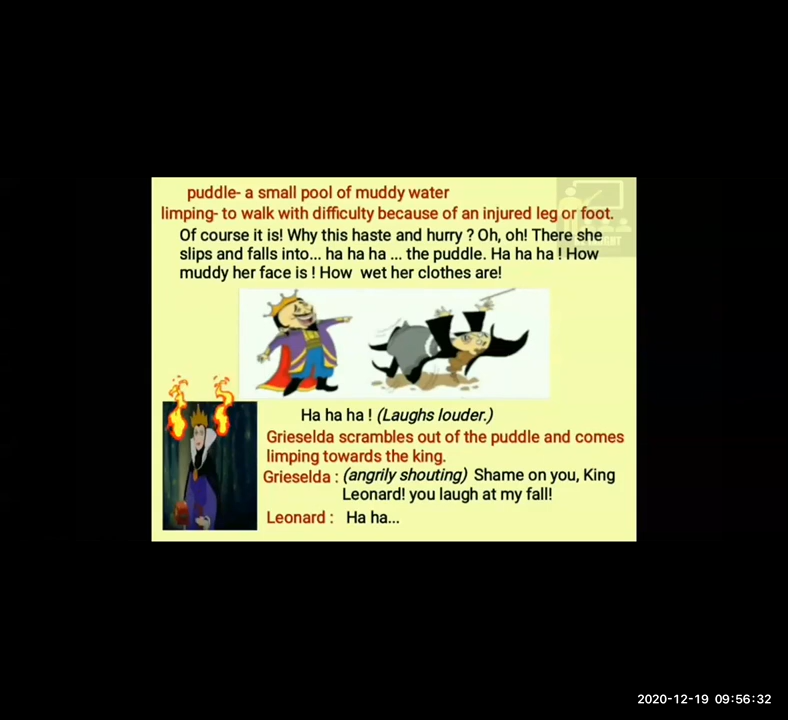 puddle- a small pool of muddy water
limping- to walk with difficulty because of an injured leg or foot.
Of course it is! Why this haste and hurry ? Oh, oh! There she
slips and falls into... ha ha ha ... the puddle. Ha ha ha ! How
muddy her face is ! How wet her clothes are!
Ha ha ha ! (Laughs louder.)
Grieselda scrambles out of the puddle and comes
limping towards the king.
Grieselda : (angrily shouting) Shame on you, King
Leonard! you laugh at my fall!
Leonard : Ha ha...
2020-12-19 09:56:32